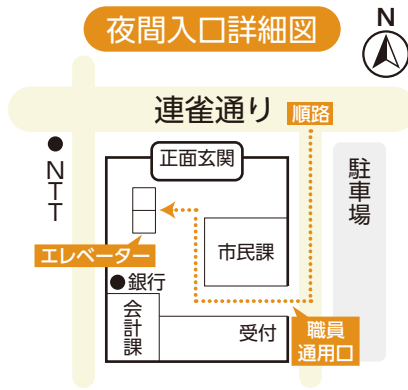 夜間入口詳細図
N
連雀通り
順路
NTT
正面玄関
駐車場
エレベーター
市民課
銀行
会計課
受付
職員
通用口